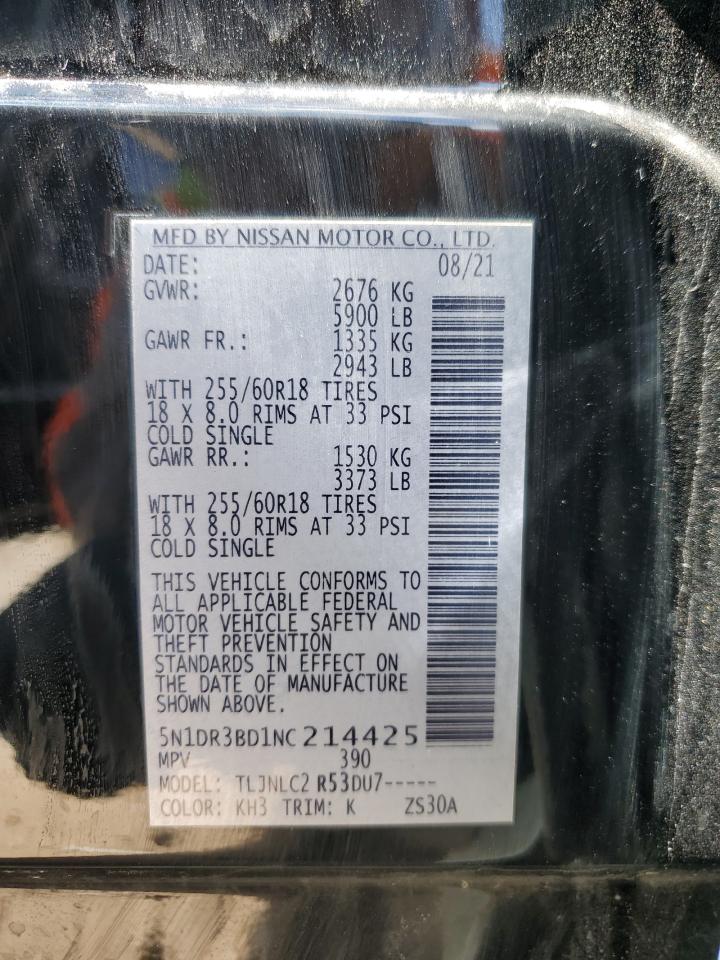 MFD BY NISSAN MOTOR CO., LTD.
DATE: 08/21
GVWR: 2676 KG
5900 LB
GAWR FR.: 1335 KG
2943 LB
WITH 255/60R18 TIRES
18 X 8.0 RIMS AT 33 PSI
COLD SINGLE
GAWR RR.: 1530 KG
3373 LB
WITH 255/60R18 TIRES
18 X 8.0 RIMS AT 33 PSI
COLD SINGLE
THIS VEHICLE CONFORMS TO
ALL APPLICABLE FEDERAL
MOTOR VEHICLE SAFETY AND
THEFT PREVENTION
STANDARDS IN EFFECT ON
THE DATE OF MANUFACTURE
SHOWN ABOVE.
5N1DR3BD1NC214425
MPV 390
MODEL: TLJNLC2 R53DU7-----
COLOR: KH3 TRIM: K ZS30A